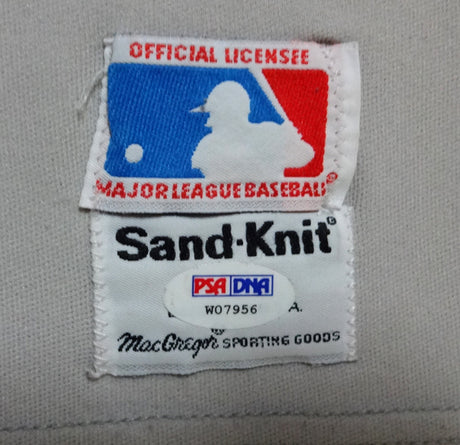 OFFICIAL LICENSEE
MAJOR LEAGUE BASEBALL®
Sand-Knit®
PSA DNA
W07956
A.
MacGregor® SPORTING GOODS